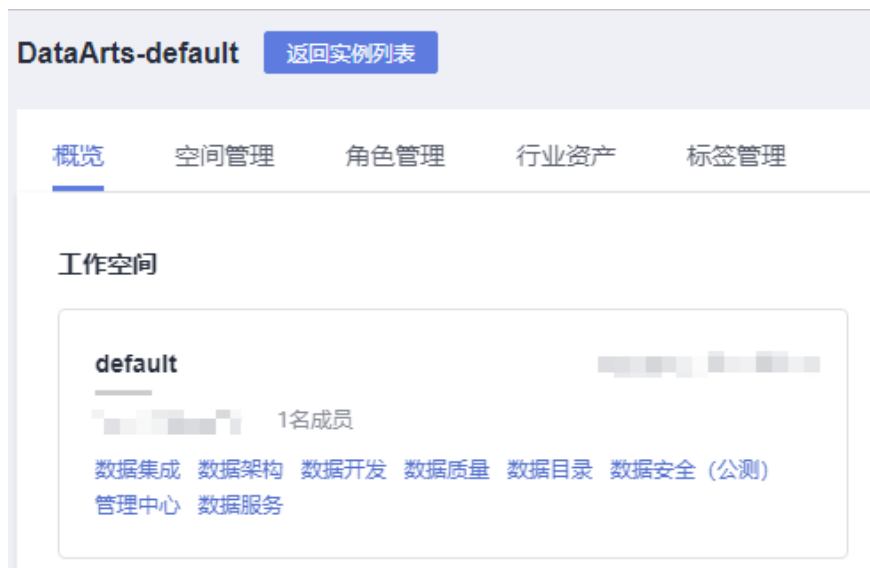 DataArts-default 返回实例列表
概览 空间管理 角色管理 行业资产 标签管理
工作空间
default
1名成员
数据集成 数据架构 数据开发 数据质量 数据目录 数据安全（公测）
管理中心 数据服务